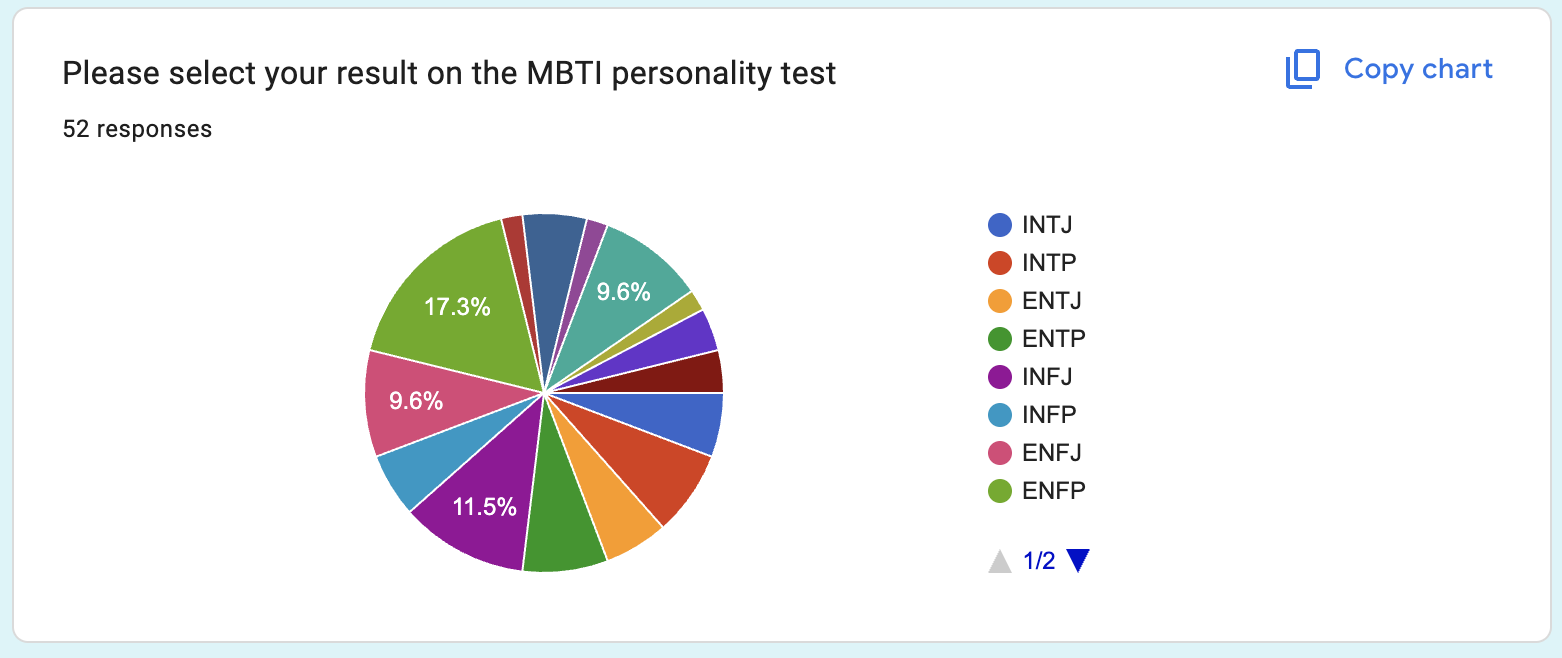 Please select your result on the MBTI personality test
Copy chart
52 responses
9.6%
17.3%
9.6%
11.5%
INTJ
INTP
ENTJ
ENTP
INFJ
INFP
ENFJ
ENFP
1/2